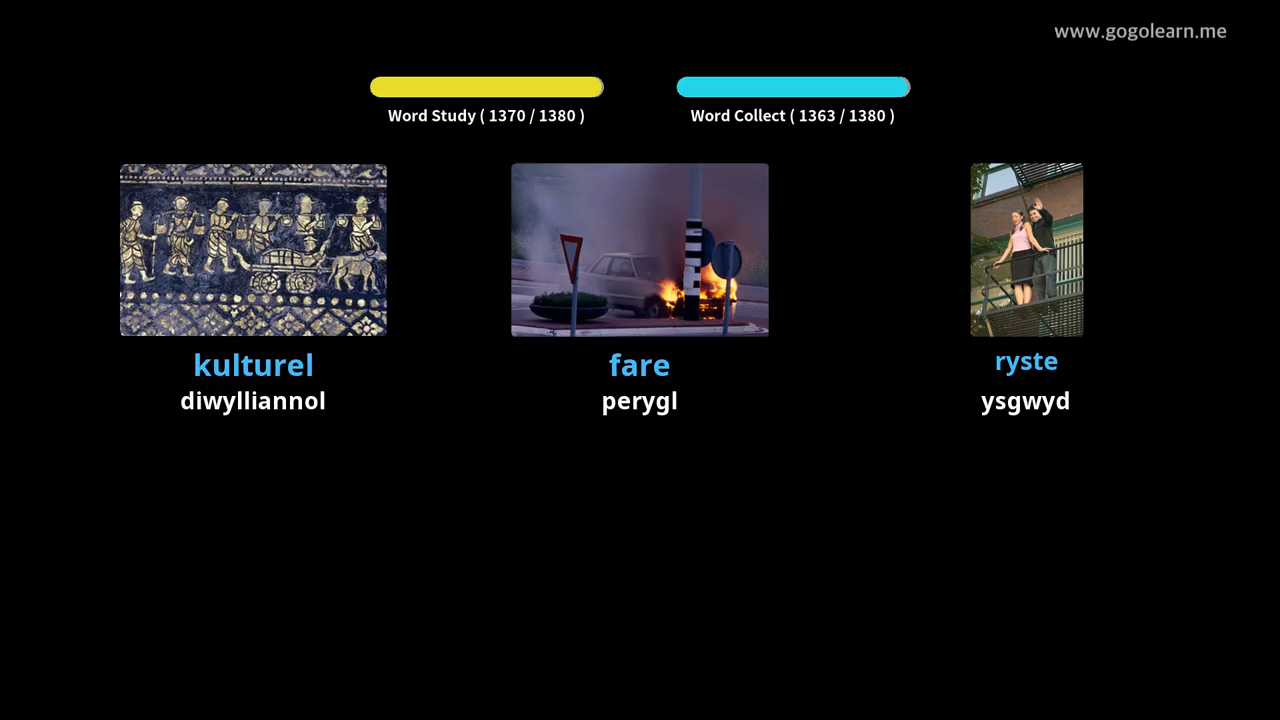 www.gogolearn.me
Word Study ( 1370 / 1380 )
Word Collect ( 1363 / 1380 )
kulturel
fare
ryste
diwylliannol
perygl
ysgwyd